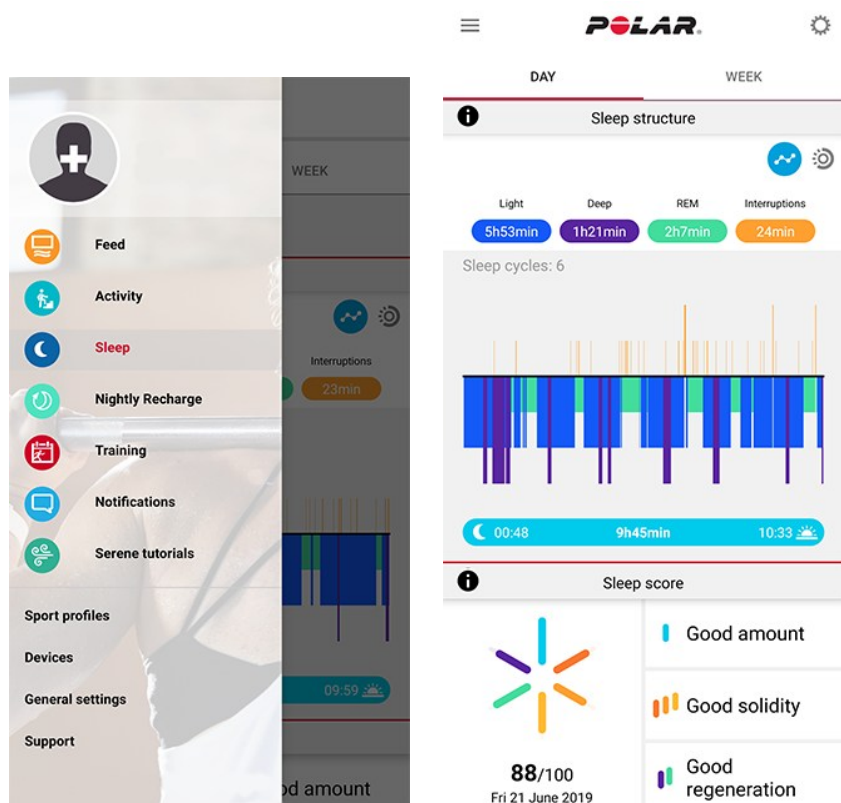 WEEK
Feed
Activity
Sleep
Interruptions
Nightly Recharge
23min
Training
Notifications
Serene tutorials
Sport profiles
Devices
General settings
09:59
Support
od amount
POLAR
DAY
WEEK
Sleep structure
Light
Deep
REM
Interruptions
5h53min
1h21min
2h7min
24min
Sleep cycles: 6
00:48
9h45min
10:33
Sleep score
Good amount
Good solidity
88/100
Fri 21 June 2019
Good
regeneration